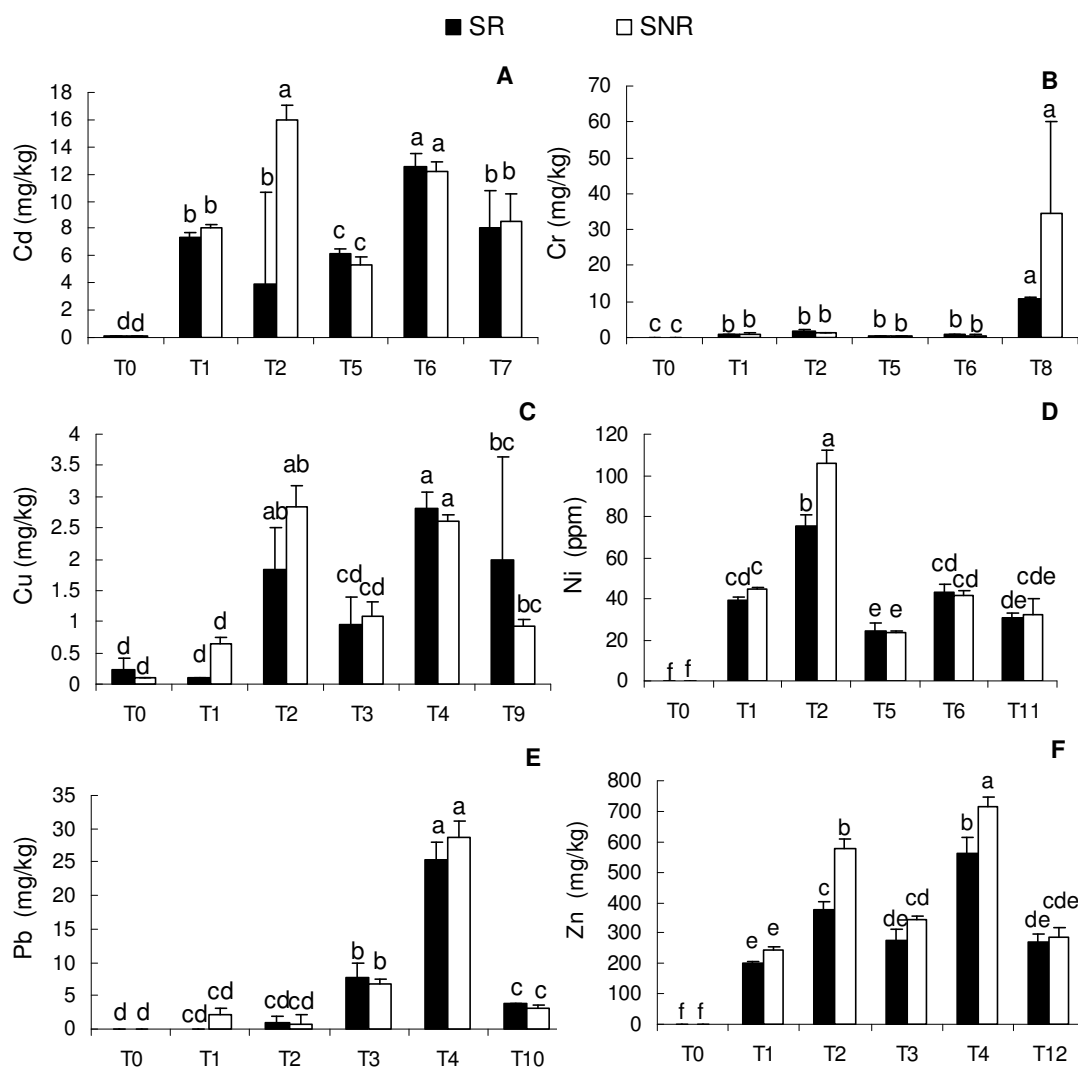 SR SNR
A
Cd (mg/kg)
18
16
14
12
10
8
6
4
2
0
d d b b b a c c a a b b
T0 T1 T2 T5 T6 T7
B
Cr (mg/kg)
70
60
50
40
30
20
10
0
c c b b b b b b b b a a
T0 T1 T2 T5 T6 T8
C
Cu (mg/kg)
4
3.5
3
2.5
2
1.5
1
0.5
0
d d d d ab ab cd cd a a bc bc
T0 T1 T2 T3 T4 T9
D
Ni (ppm)
120
100
80
60
40
20
0
f f cd c b a e e cd cd de cde
T0 T1 T2 T5 T6 T11
E
Pb (mg/kg)
35
30
25
20
15
10
5
0
d d cd cd cd cd b b a a c c
T0 T1 T2 T3 T4 T10
F
Zn (mg/kg)
800
700
600
500
400
300
200
100
0
f f e e c b de cd b a de cde
T0 T1 T2 T3 T4 T12